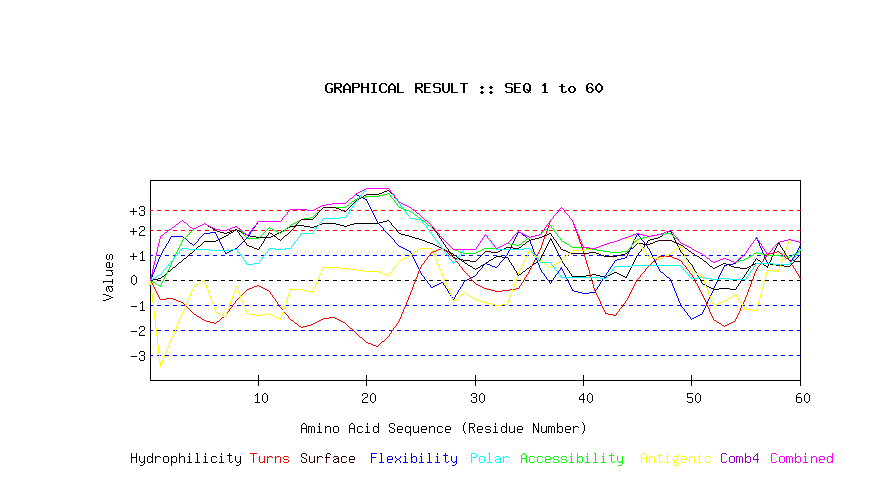 GRAPHICAL RESULT :: SEQ 1 to 60
+3
+2
+1
0
-1
-2
-3
Values
10 20 30 40 50 60
Amino Acid Sequence (Residue Number)
Hydrophilicity Turns Surface Flexibility Polar Accessibility Antigenic Comb4 Combined